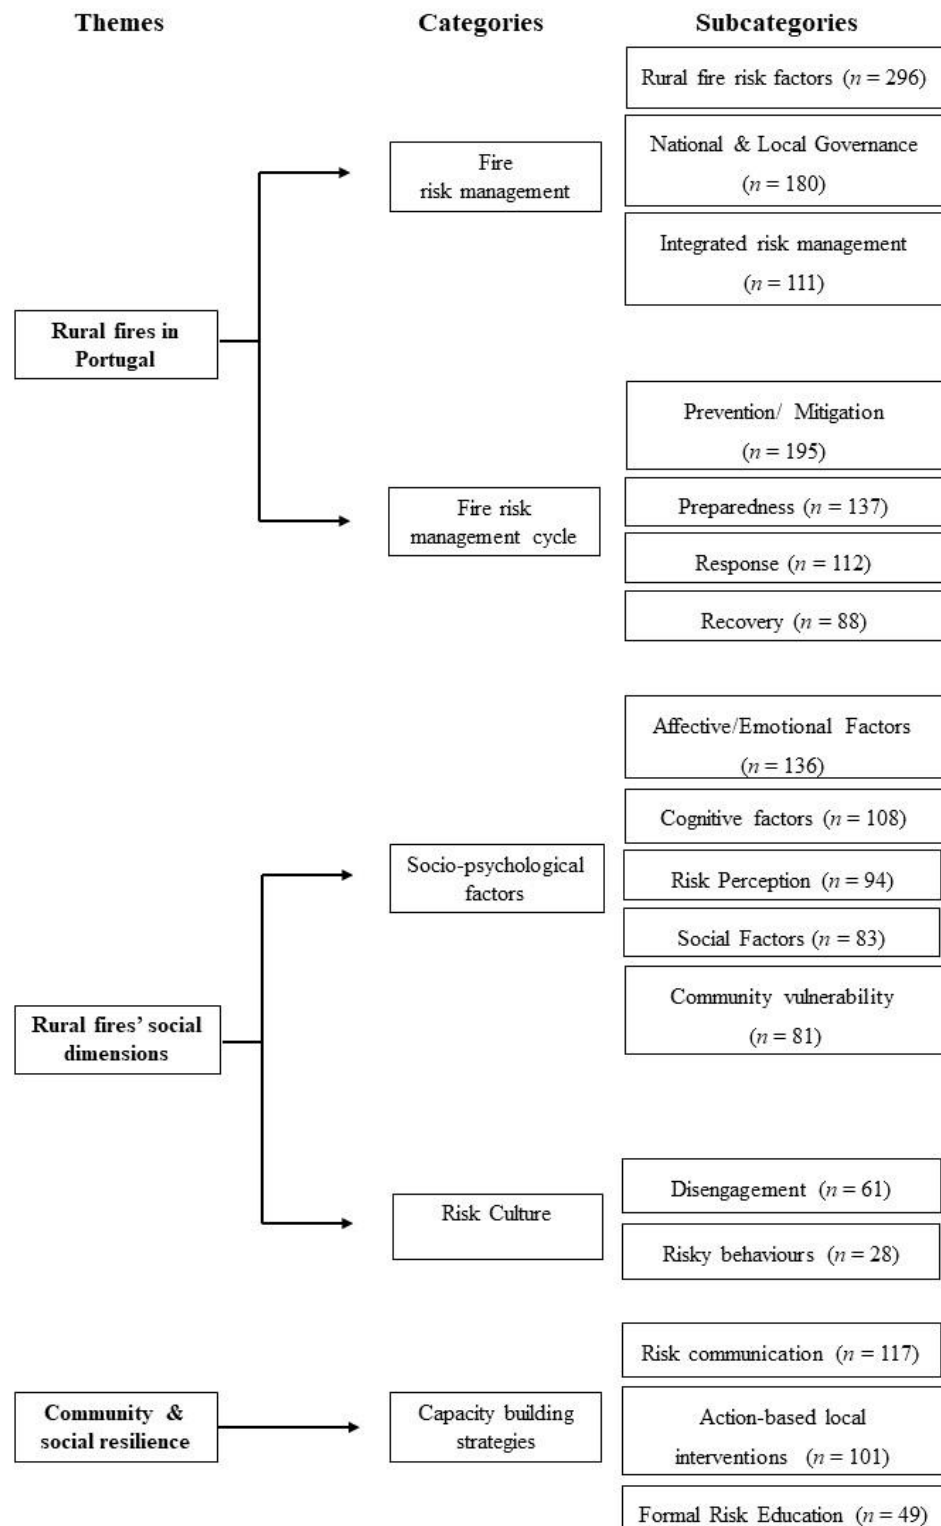 Themes
Categories
Subcategories
Rural fires in
Portugal
Fire
risk management
Rural fire risk factors (n = 296)
National & Local Governance
(n = 180)
Integrated risk management
(n = 111)
Fire risk
management cycle
Prevention/ Mitigation
(n = 195)
Preparedness (n = 137)
Response (n = 112)
Recovery (n = 88)
Rural fires’ social
dimensions
Socio-psychological
factors
Affective/Emotional Factors
(n = 136)
Cognitive factors (n = 108)
Risk Perception (n = 94)
Social Factors (n = 83)
Community vulnerability
(n = 81)
Risk Culture
Disengagement (n = 61)
Risky behaviours (n = 28)
Community &
social resilience
Capacity building
strategies
Risk communication (n = 117)
Action-based local
interventions (n = 101)
Formal Risk Education (n = 49)